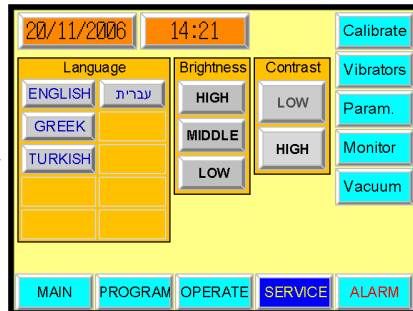 20/11/2006
14:21
Calibrate
Language
Brightness
Contrast
Vibrators
ENGLISH
עברית
HIGH
LOW
Param.
GREEK
MIDDLE
HIGH
Monitor
TURKISH
LOW
Vacuum
MAIN
PROGRAM
OPERATE
SERVICE
ALARM